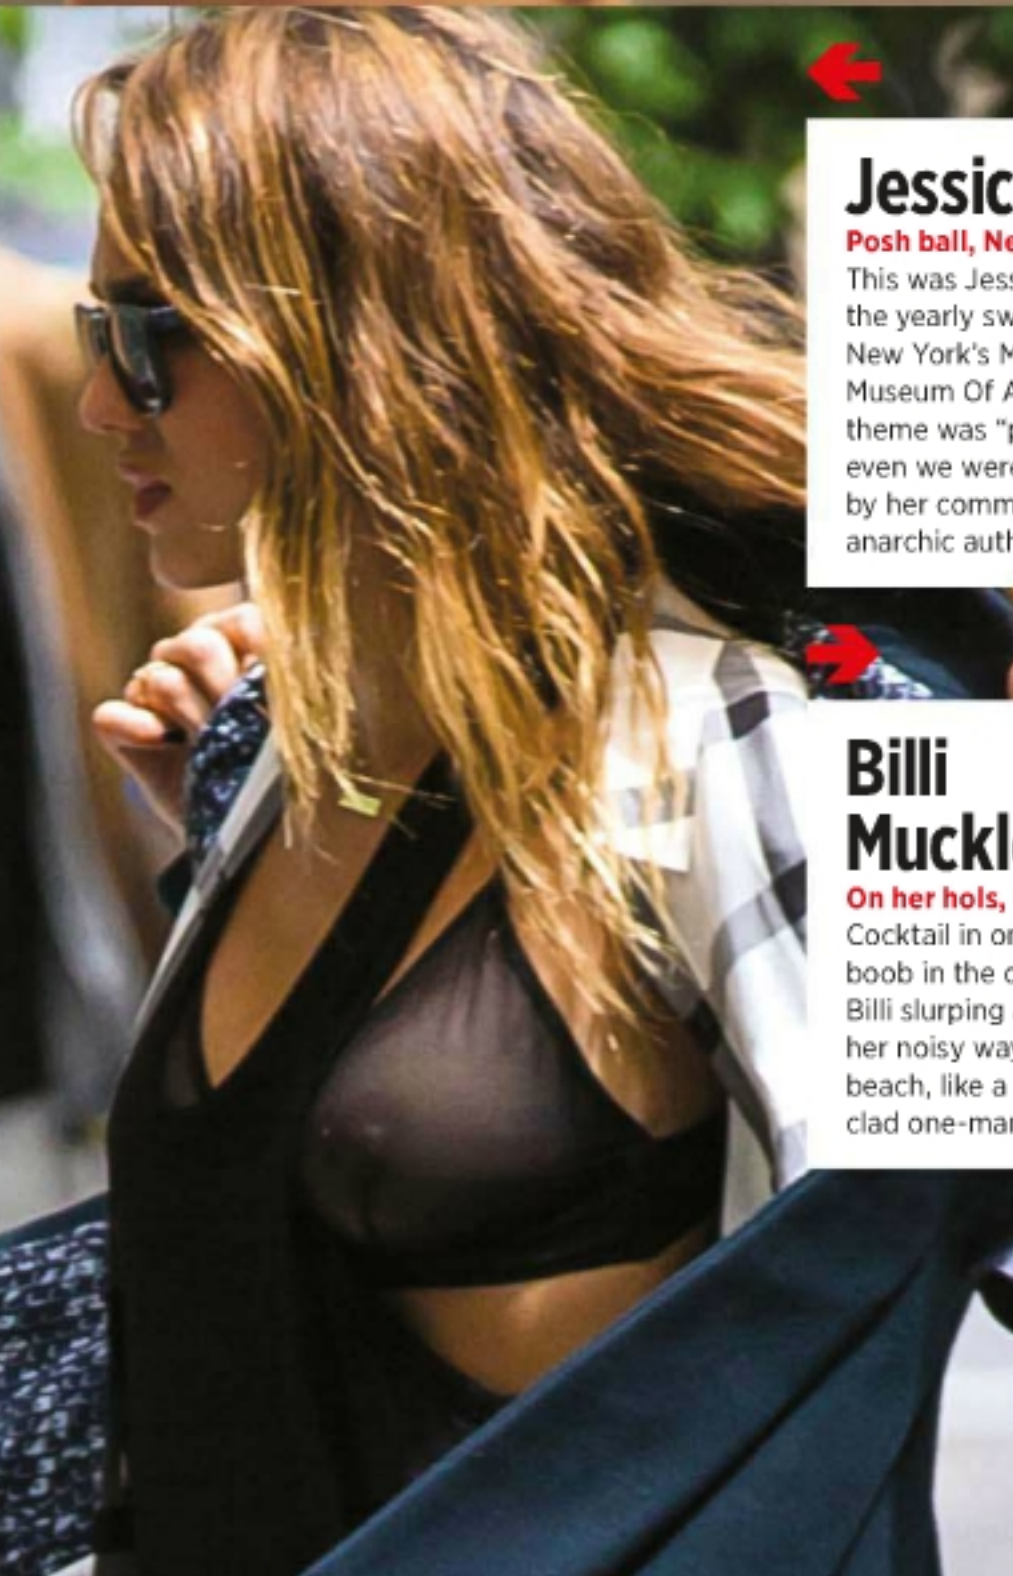 Jessic
Posh ball, Ne
This was Jess
the yearly sw
New York's M
Museum Of A
theme was “p
even we were
by her comm
anarchic auth
Billi
Muckl
On her hols,
Cocktail in or
boob in the c
Billi slurping
her noisy way
beach, like a
clad one-man